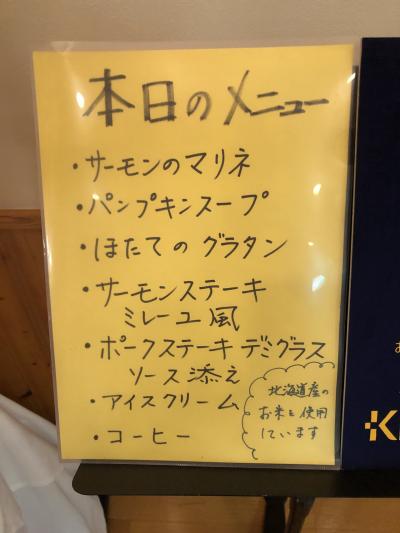 本日のメニュー
・サーモンのマリネ
・パンプキンスープ
・ほたてのグラタン
・サーモンステーキ
ミレーユ風
・ポークステーキデミグラス
ソース添え
・アイスクリーム
・コーヒー
北海道産の
お米を使用
しています
お
K